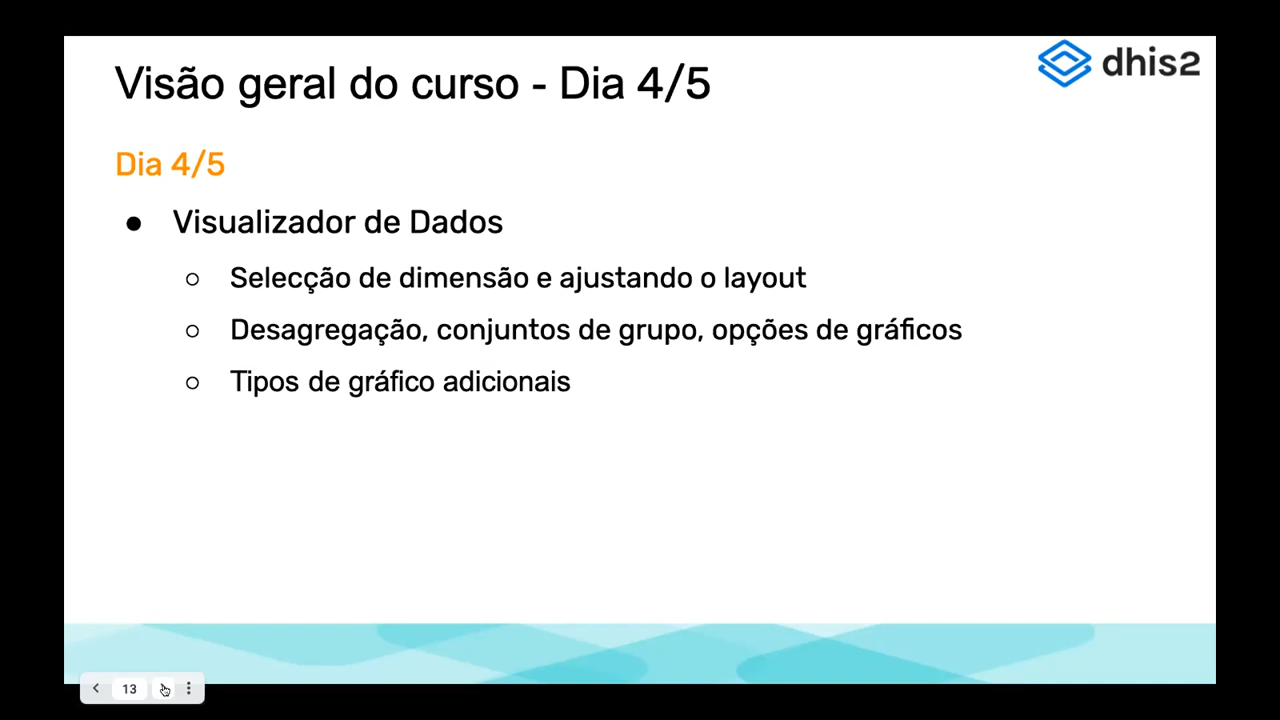 dhis2
Visão geral do curso - Dia 4/5
Dia 4/5
● Visualizador de Dados
○ Selecção de dimensão e ajustando o layout
○ Desagregação, conjuntos de grupo, opções de gráficos
○ Tipos de gráfico adicionais
13